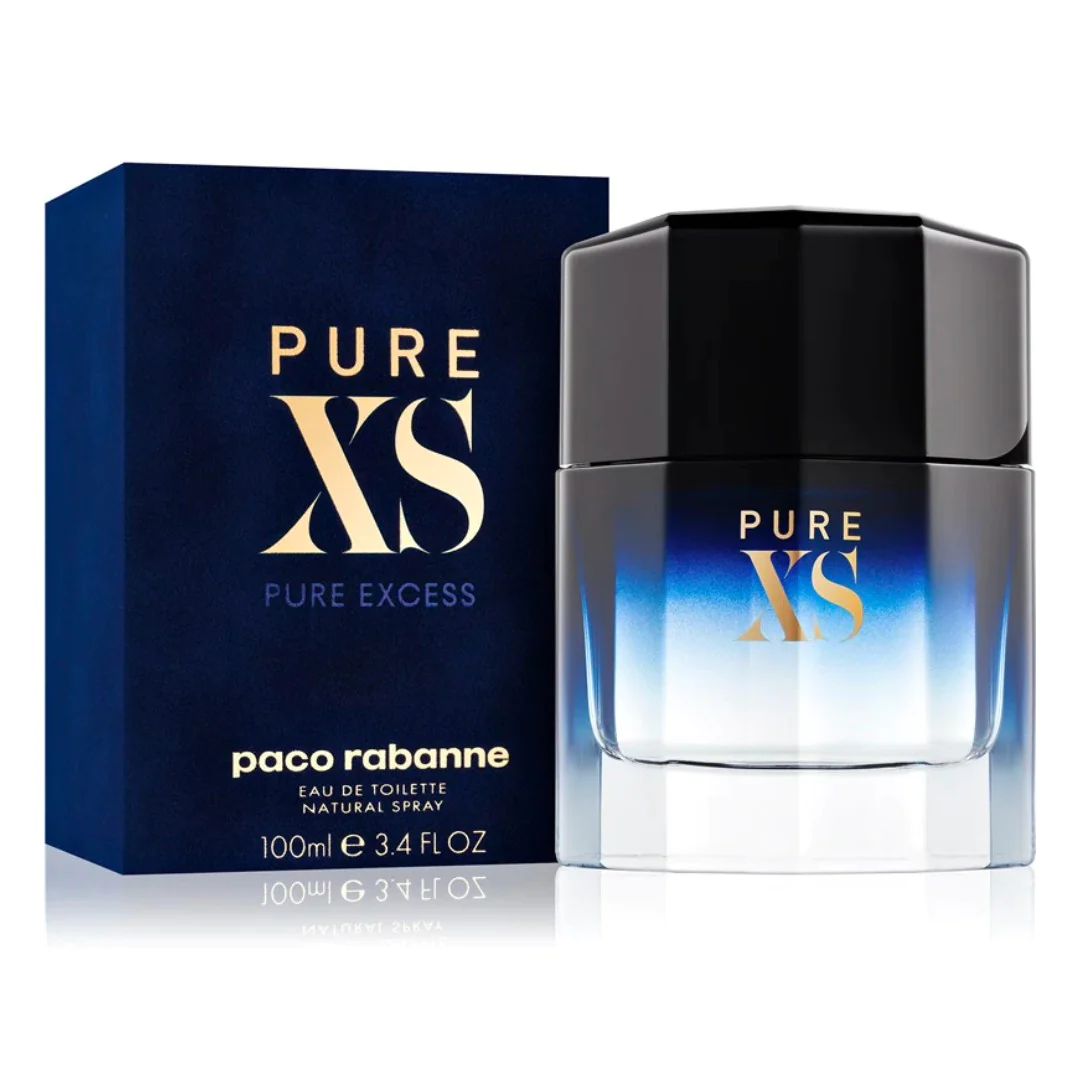 PURE
XS
PURE EXCESS
paco rabanne
EAU DE TOILETTE
NATURAL SPRAY
100ml ℮ 3.4 FL OZ
PURE
XS